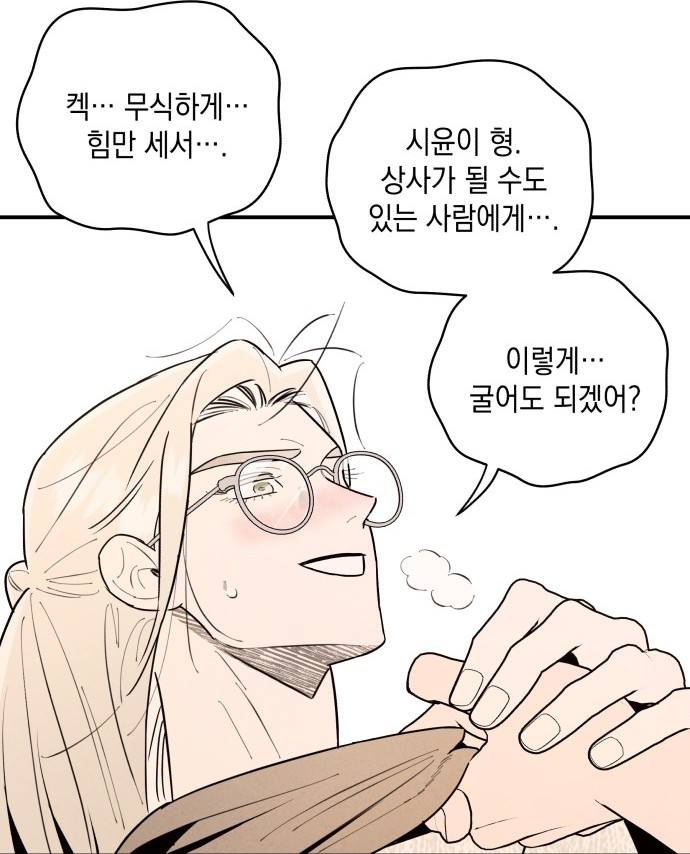 켁… 무식하게…
힘만 세서….
시윤이 형.
상사가 될 수도
있는 사람에게….
이렇게…
굴어도 되겠어?